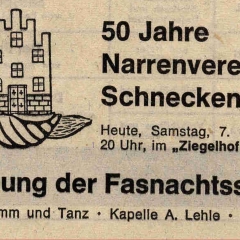 50 Jahre
Narrenvere
Schnecken
Heute, Samstag, 7.
20 Uhr, im „Ziegelhof
ung der Fasnachtss
mm und Tanz · Kapelle A. Lehle ·